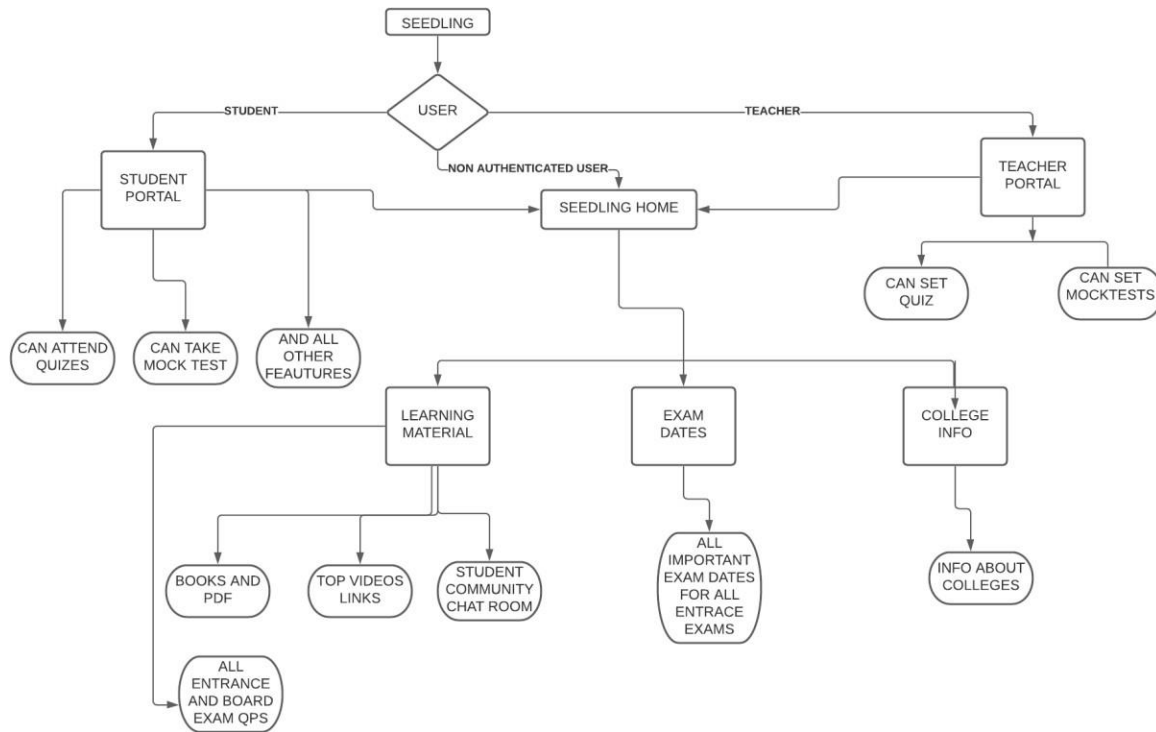 SEEDLING
USER
STUDENT
TEACHER
NON AUTHENTICATED USER
STUDENT
PORTAL
SEEDLING HOME
TEACHER
PORTAL
CAN SET
QUIZ
CAN SET
MOCKTESTS
CAN ATTEND
QUIZES
CAN TAKE
MOCK TEST
AND ALL
OTHER
FEAUTURES
LEARNING
MATERIAL
EXAM
DATES
COLLEGE
INFO
BOOKS AND
PDF
TOP VIDEOS
LINKS
STUDENT
COMMUNITY
CHAT ROOM
ALL
IMPORTANT
EXAM DATES
FOR ALL
ENTRACE
EXAMS
INFO ABOUT
COLLEGES
ALL
ENTRANCE
AND BOARD
EXAM QPS